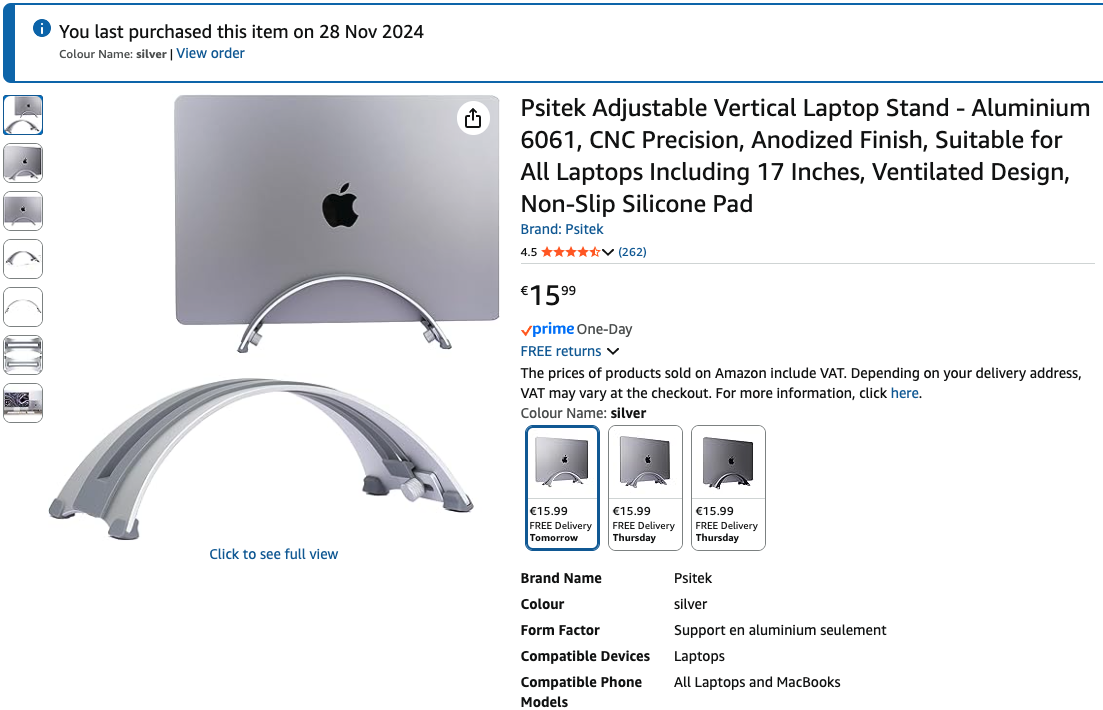 You last purchased this item on 28 Nov 2024
Colour Name: silver | View order
Psitek Adjustable Vertical Laptop Stand - Aluminium
6061, CNC Precision, Anodized Finish, Suitable for
All Laptops Including 17 Inches, Ventilated Design,
Non-Slip Silicone Pad
Brand: Psitek
4.5 (262)
€1599
prime One-Day
FREE returns
The prices of products sold on Amazon include VAT. Depending on your delivery address,
VAT may vary at the checkout. For more information, click here.
Colour Name: silver
€15.99 €15.99 €15.99
FREE Delivery FREE Delivery FREE Delivery
Tomorrow Thursday Thursday
Click to see full view
Brand Name Psitek
Colour silver
Form Factor Support en aluminium seulement
Compatible Devices Laptops
Compatible Phone All Laptops and MacBooks
Models